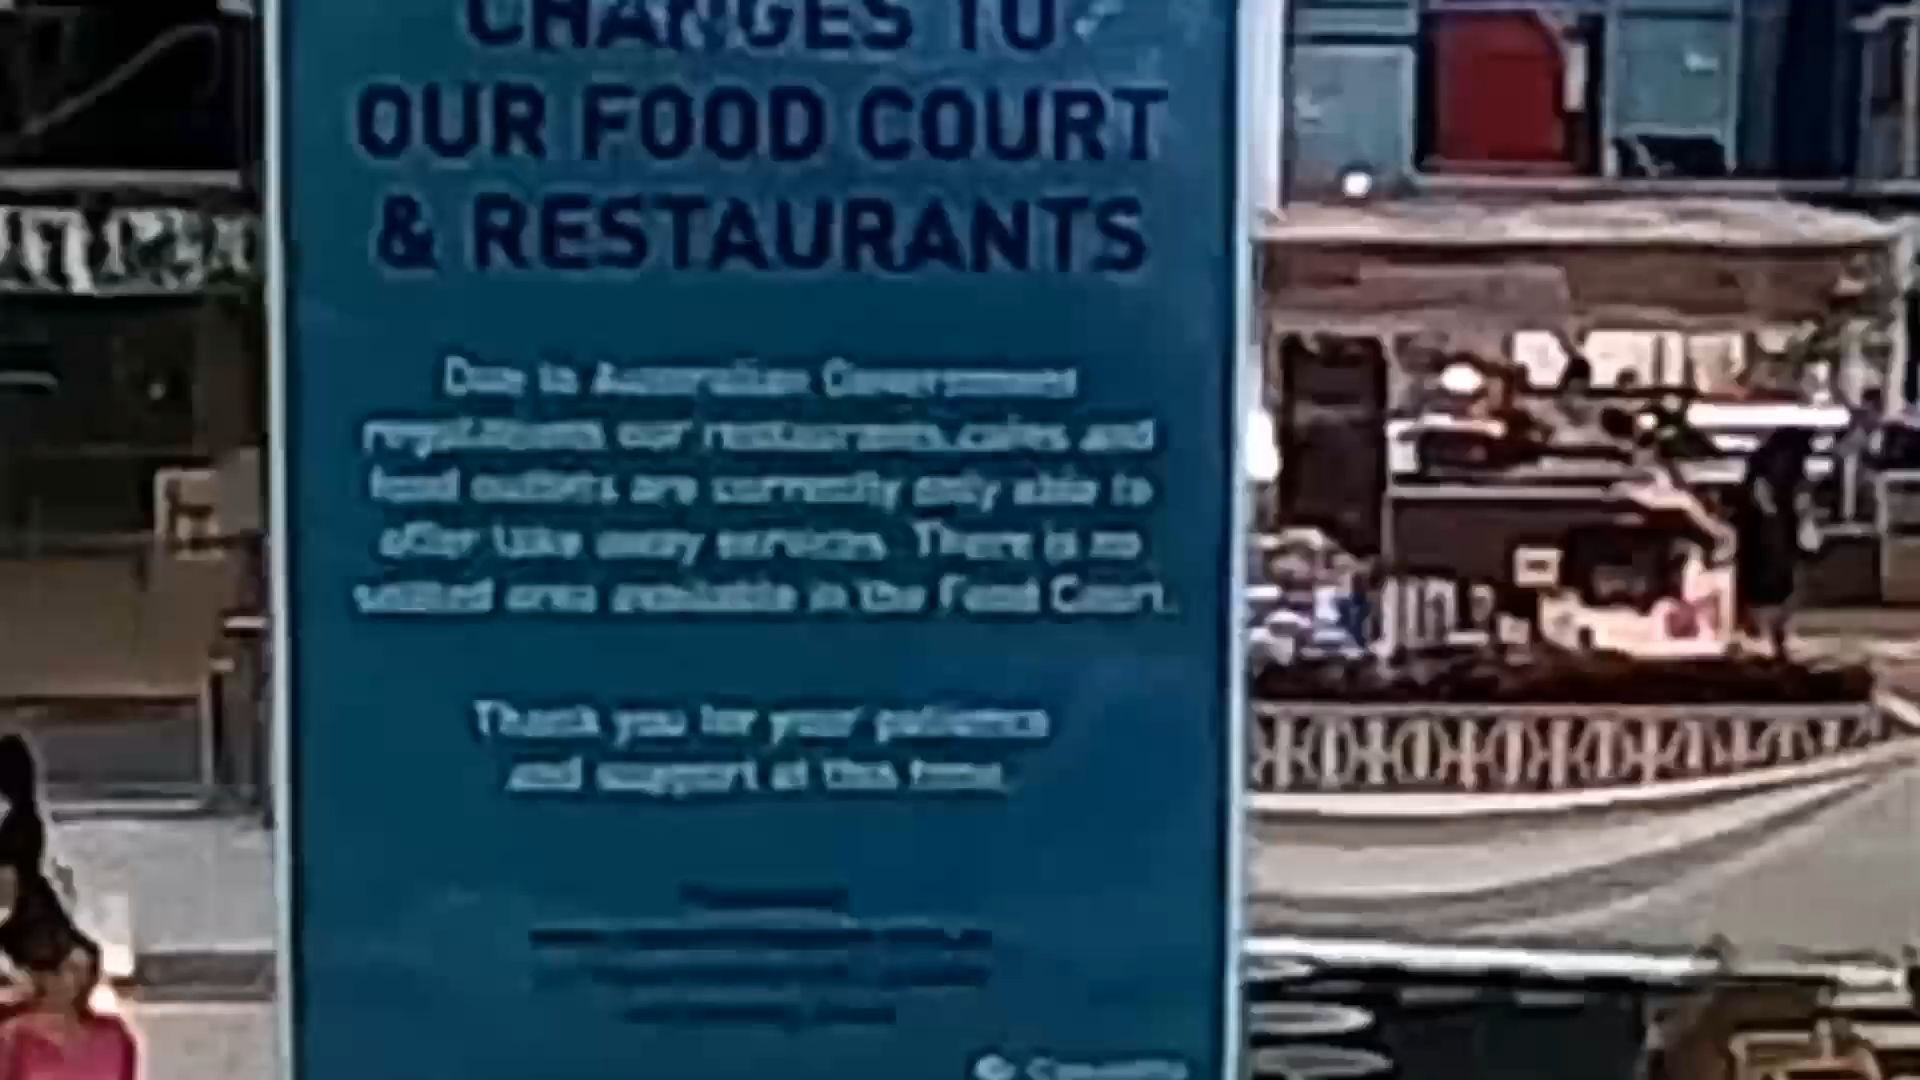 CHANGES TO
OUR FOOD COURT
& RESTAURANTS
Due to Australian Government
regulations our restaurants, cafes and
food outlets are currently only able to
offer take away services. There is no
seated area available in the Food Court.
Thank you for your patience
and support at this time.